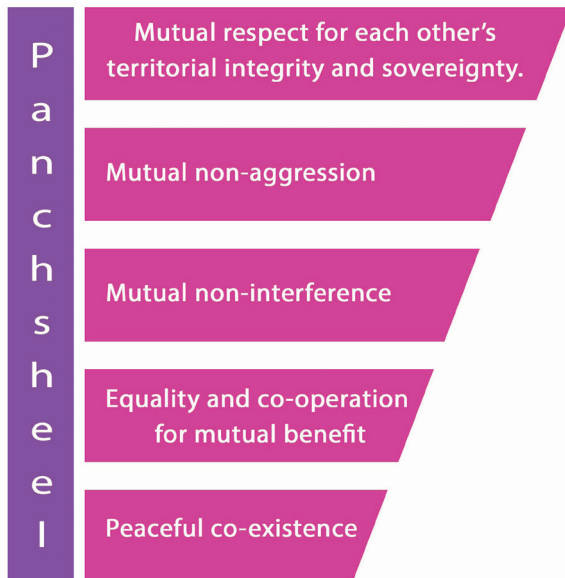 Panchsheel
Mutual respect for each other's
territorial integrity and sovereignty.
Mutual non-aggression
Mutual non-interference
Equality and co-operation
for mutual benefit
Peaceful co-existence